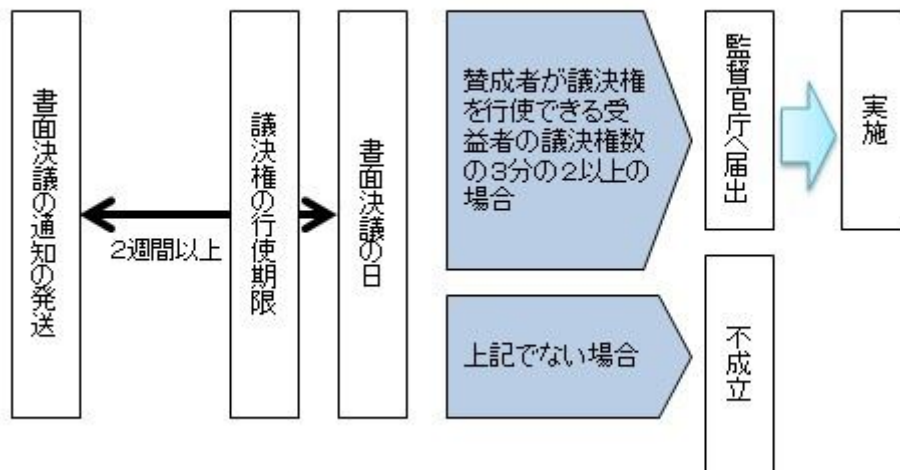 書面決議の通知の発送
2週間以上
議決権の行使期限
書面決議の日
賛成者が議決権
を行使できる受
益者の議決権数
の3分の2以上の
場合
監督官庁へ届出
実施
上記でない場合
不成立